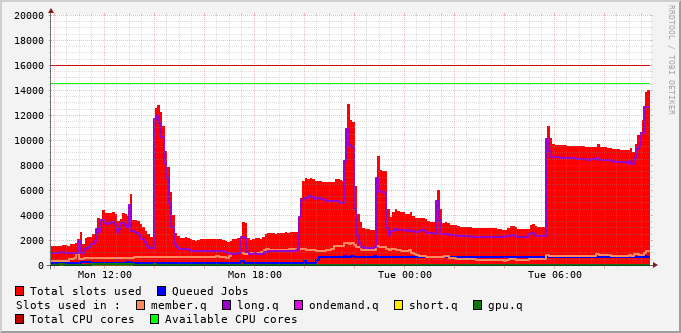 RRDTOOL / TOBI OETIKER
20000
18000
16000
14000
12000
10000
8000
6000
4000
2000
0
Mon 12:00 Mon 18:00 Tue 00:00 Tue 06:00
Total slots used Queued Jobs
Slots used in : member.q long.q ondemand.q short.q gpu.q
Total CPU cores Available CPU cores